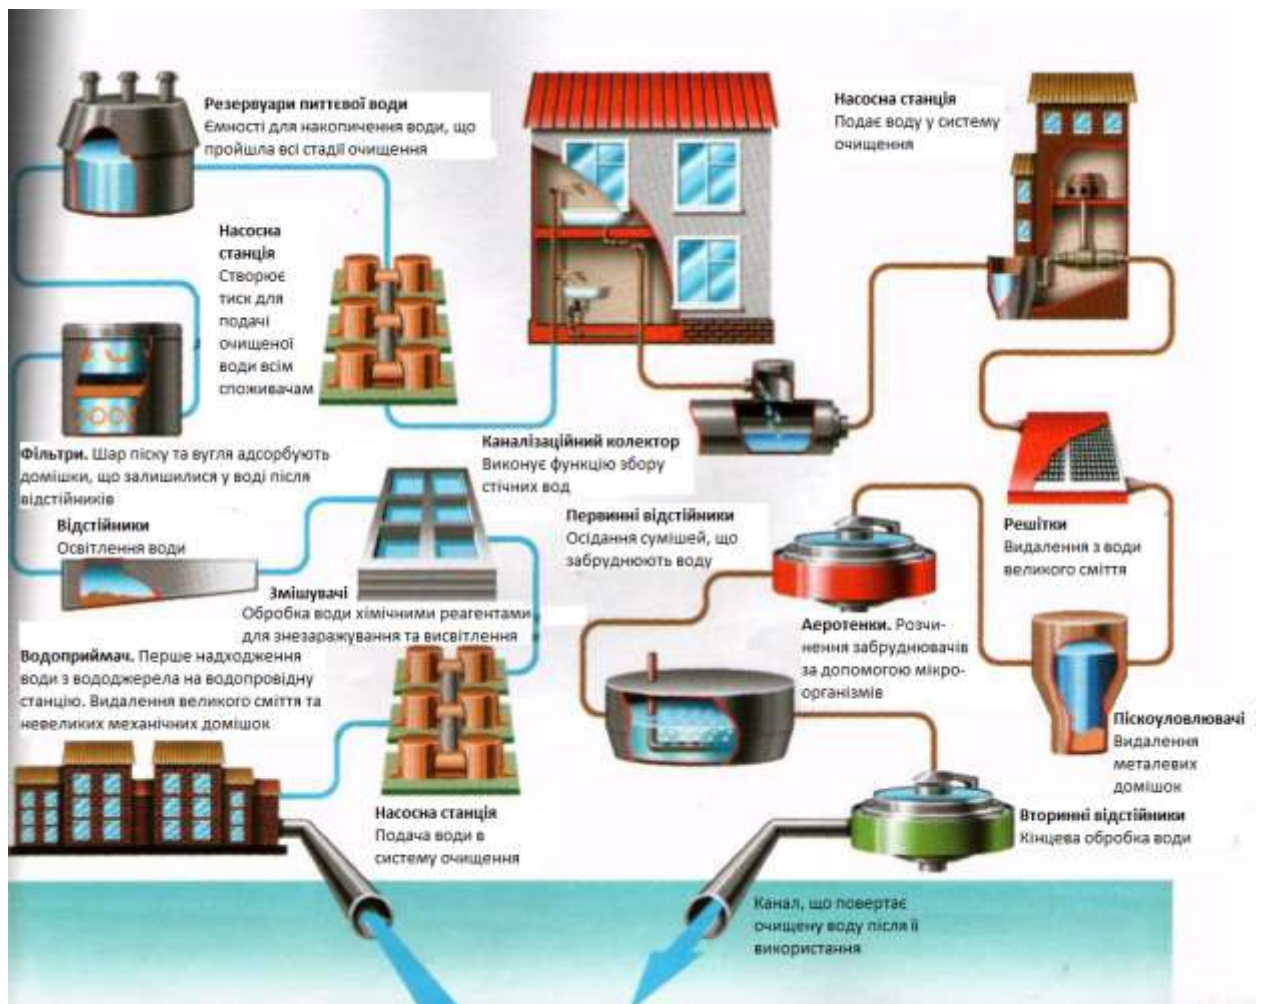 Резервуари питтєвої води
Ємності для накопичення води, що
пройшла всі стадії очищення
Насосна станція
Подає воду у систему
очищення
Насосна
станція
Створює
тиск для
подачі
очищеної
води всім
споживачам
Фільтри. Шар піску та вугля адсорбують
домішки, що залишилися у воді після
відстійників
Каналізаційний колектор
Виконує функцію збору
стічних вод
Відстійники
Освітлення води
Первинні відстійники
Осідання сумішей, що
забруднюють воду
Решітки
Видалення з води
великого сміття
Змішувачі
Обробка води хімічними реагентами
для знезаражування та висвітлення
Аеротенки. Розчи-
нення забруднювачів
за допомогою мікро-
організмів
Водоприймач. Перше надходження
води з вододжерела на водопровідну
станцію. Видалення великого сміття та
невеликих механічних домішок
Піскоуловлювачі
Видалення
металевих
домішок
Насосна станція
Подача води в
систему очищення
Вторинні відстійники
Кінцева обробка води
Канал, що повертає
очищену воду після її
використання